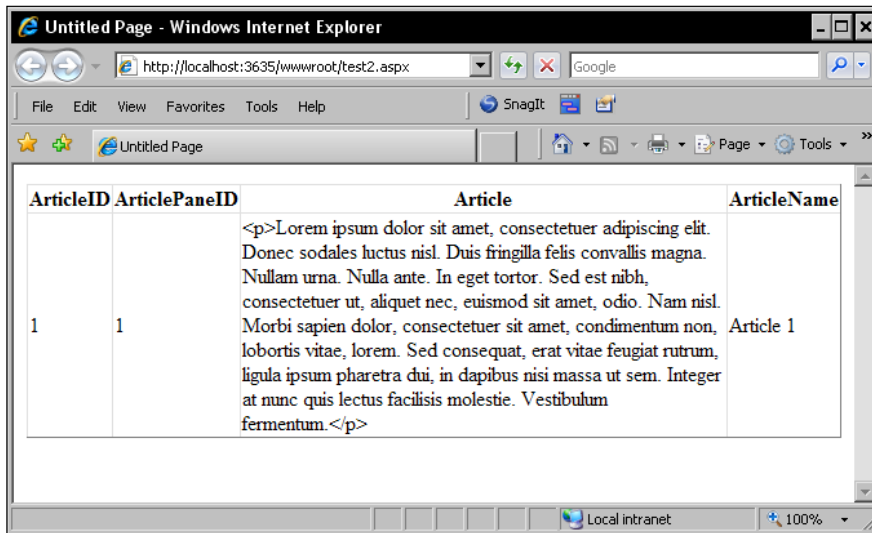 Untitled Page - Windows Internet Explorer
http://localhost:3635/wwwroot/test2.aspx
Google
File Edit View Favorites Tools Help
SnagIt
Untitled Page
Page
Tools
ArticleID ArticlePaneID Article ArticleName
<p>Lorem ipsum dolor sit amet, consectetuer adipiscing elit.
Donec sodales luctus nisl. Duis fringilla felis convallis magna.
Nullam urna. Nulla ante. In eget tortor. Sed est nibh,
consectetuer ut, aliquet nec, euismod sit amet, odio. Nam nisl.
1 1 Morbi sapien dolor, consectetuer sit amet, condimentum non, Article 1
lobortis vitae, lorem. Sed consequat, erat vitae feugiat rutrum,
ligula ipsum pharetra dui, in dapibus nisi massa ut sem. Integer
at nunc quis lectus facilisis molestie. Vestibulum
fermentum.</p>
Local intranet
100%